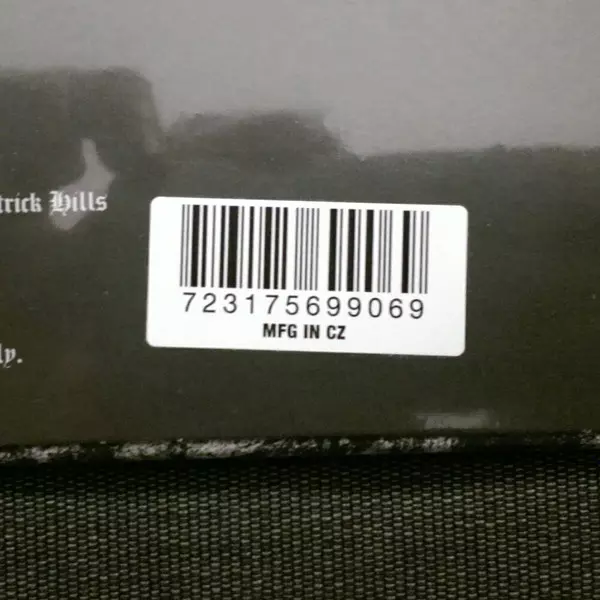 trick Hills
723175699069
MFG IN CZ
ly.